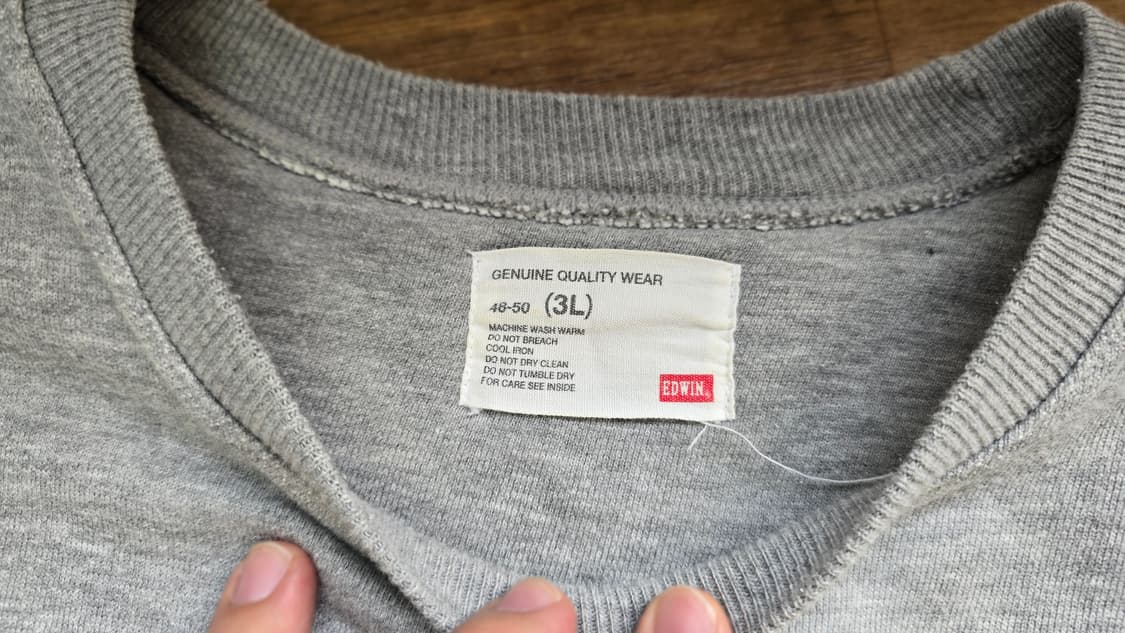 GENUINE QUALITY WEAR
48-50 (3L)
MACHINE WASH WARM
DO NOT BREACH
COOL IRON
DO NOT DRY CLEAN
DO NOT TUMBLE DRY
FOR CARE SEE INSIDE
EDWIN